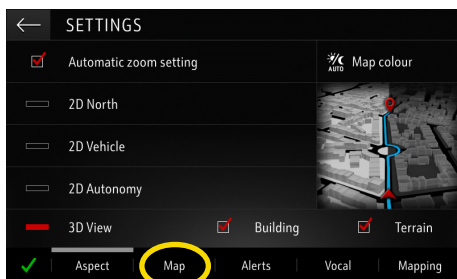 SETTINGS
Automatic zoom setting
AUTO Map colour
2D North
2D Vehicle
2D Autonomy
3D View Building Terrain
Aspect Map Alerts Vocal Mapping